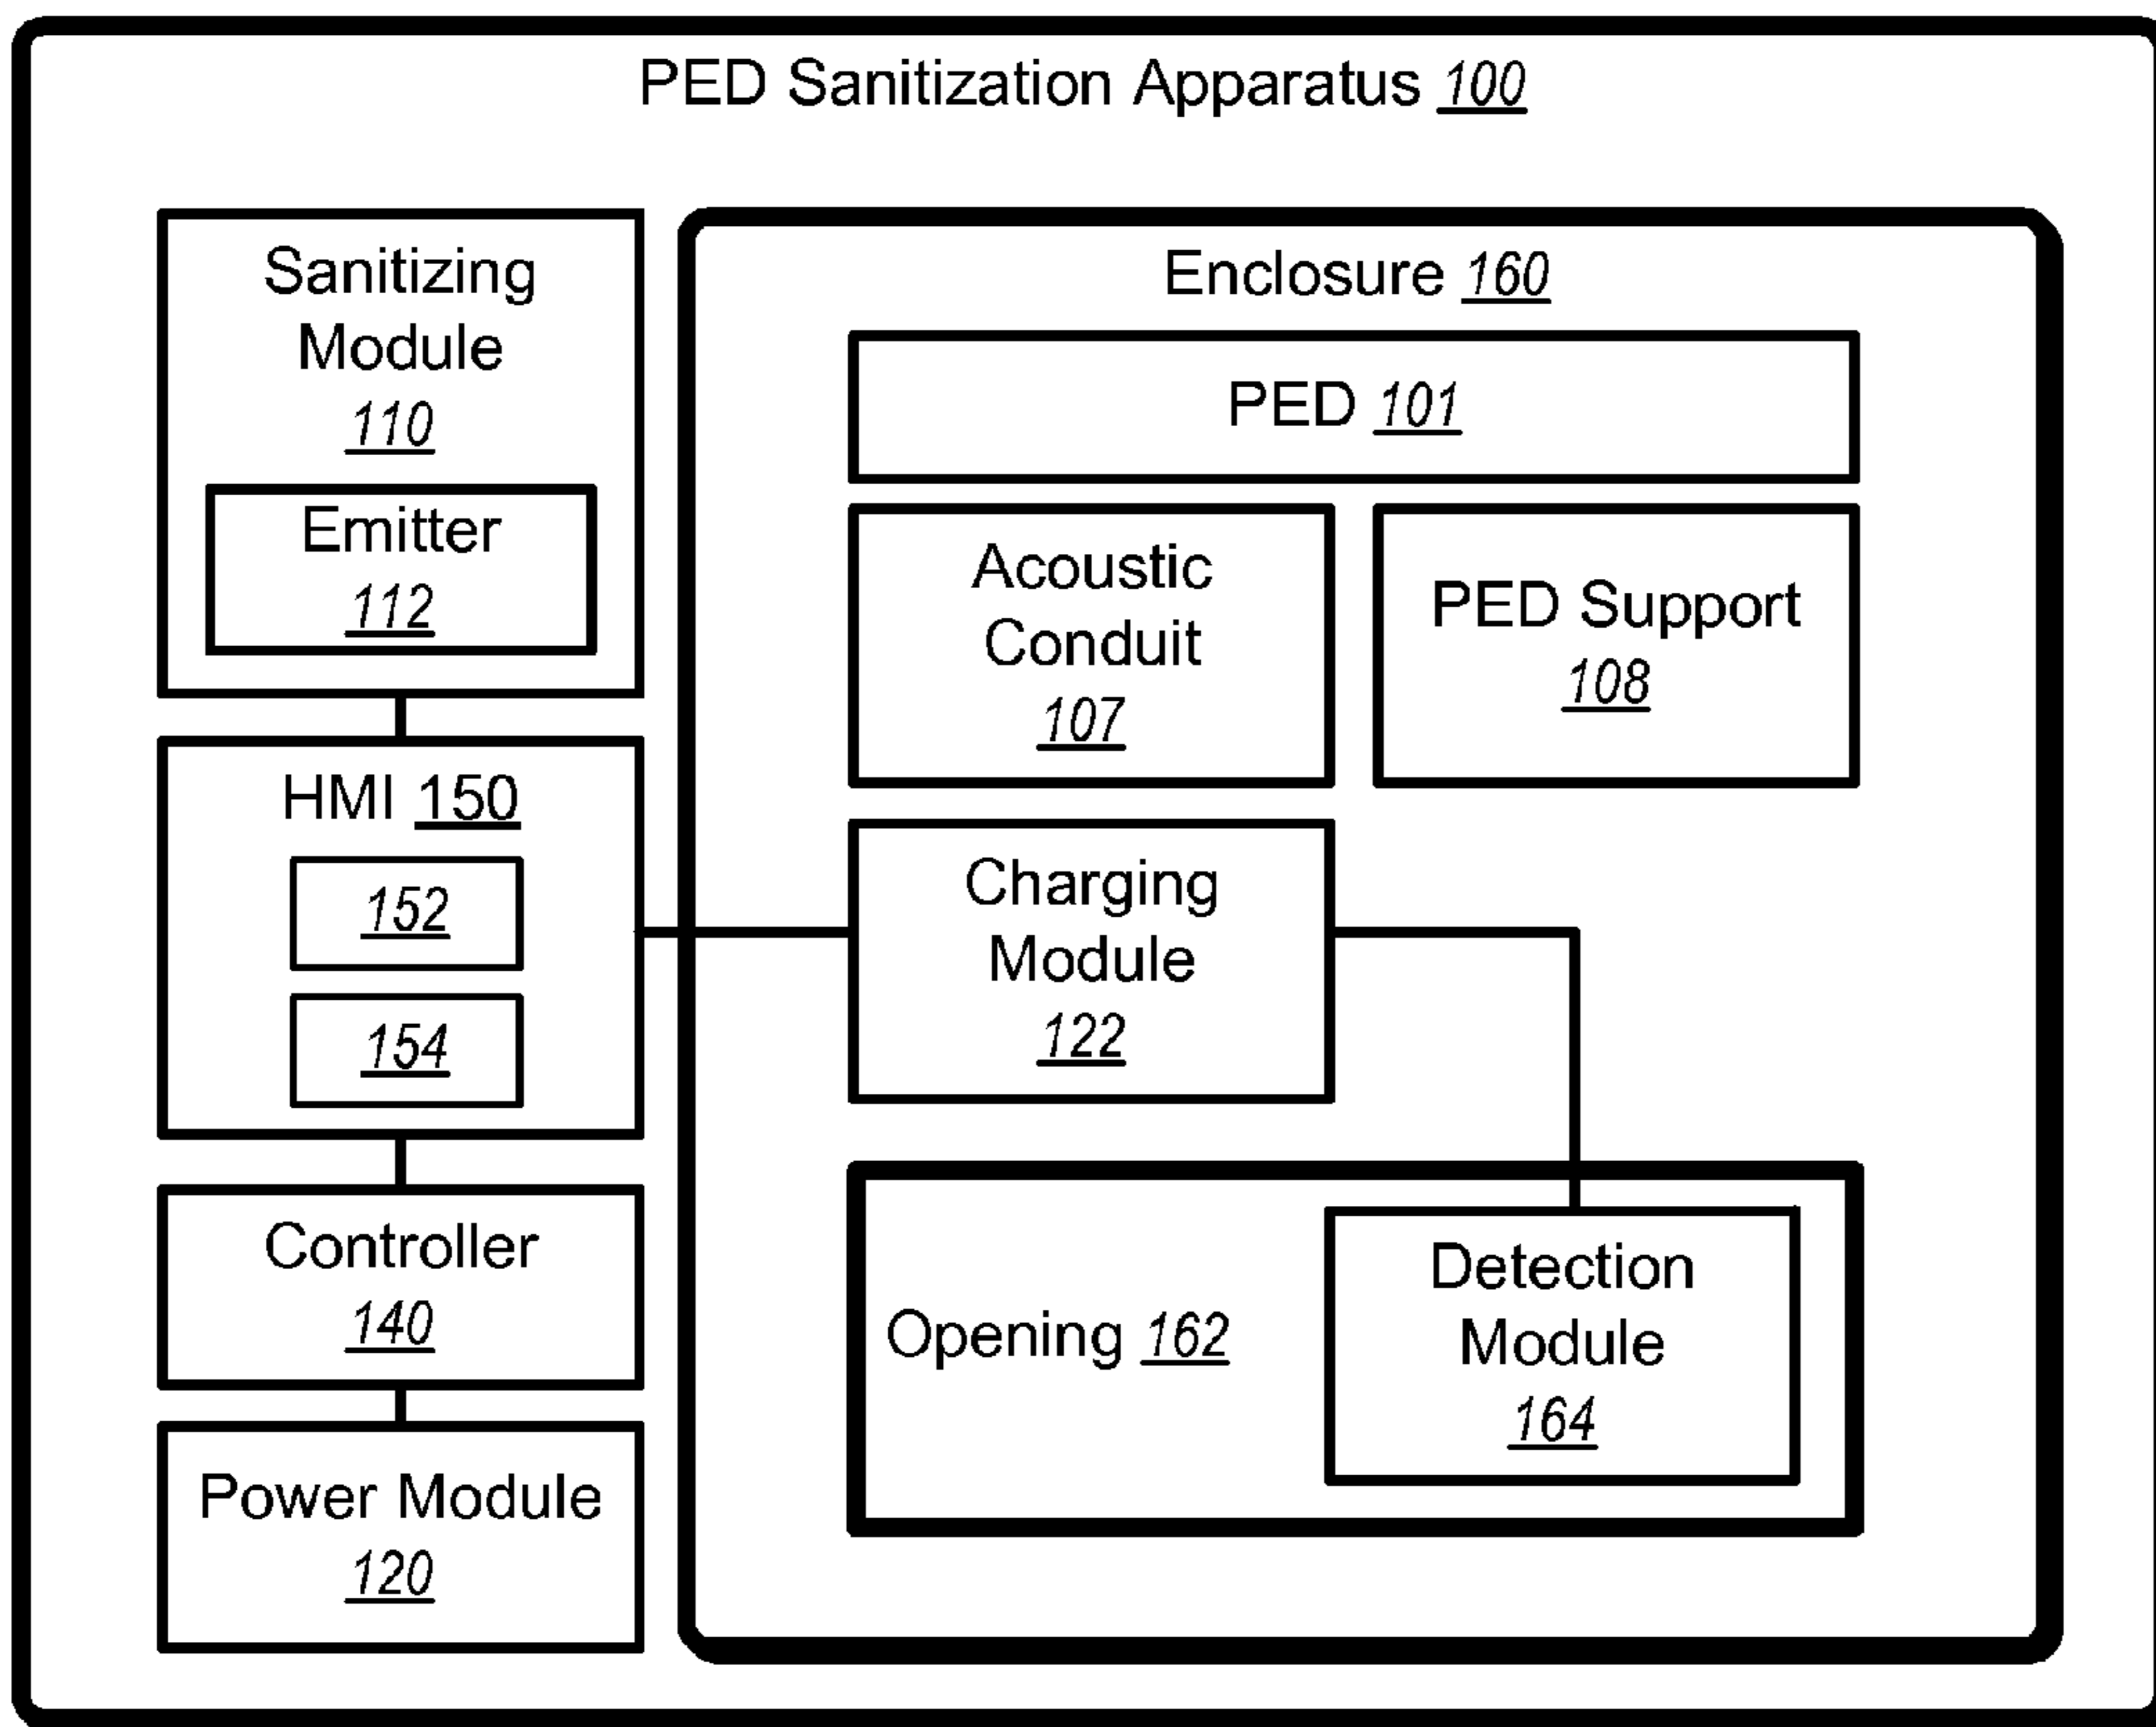 PED Sanitization Apparatus 100
Sanitizing
Module
110
Emitter
112
HMI 150
152
154
Controller
140
Power Module
120
Enclosure 160
PED 101
Acoustic
Conduit
107
PED Support
108
Charging
Module
122
Opening 162
Detection
Module
164